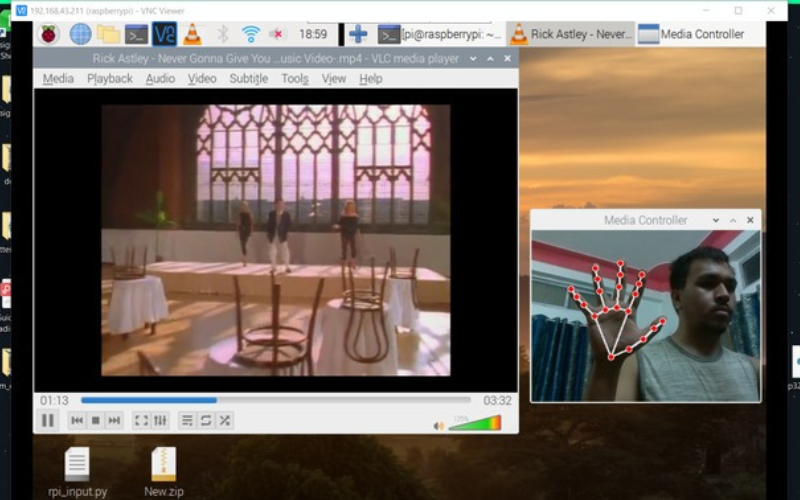 192.168.43.211 (raspberrypi) - VNC Viewer
18:59
[pi@raspberrypi: ~...
Rick Astley - Never...
Media Controller
Rick Astley - Never Gonna Give You ...usic Video-.mp4 - VLC media player
Media Playback Audio Video Subtitle Tools View Help
Media Controller
01:13
03:32
125%
rpi_input.py
New.zip